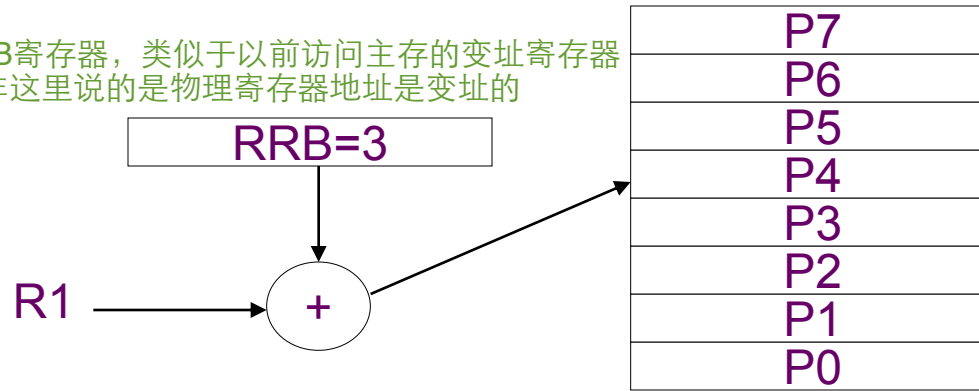 B寄存器，类似于以前访问主存的变址寄存器
这里说的是物理寄存器地址是变址的
RRB=3
R1
+
P7
P6
P5
P4
P3
P2
P1
P0